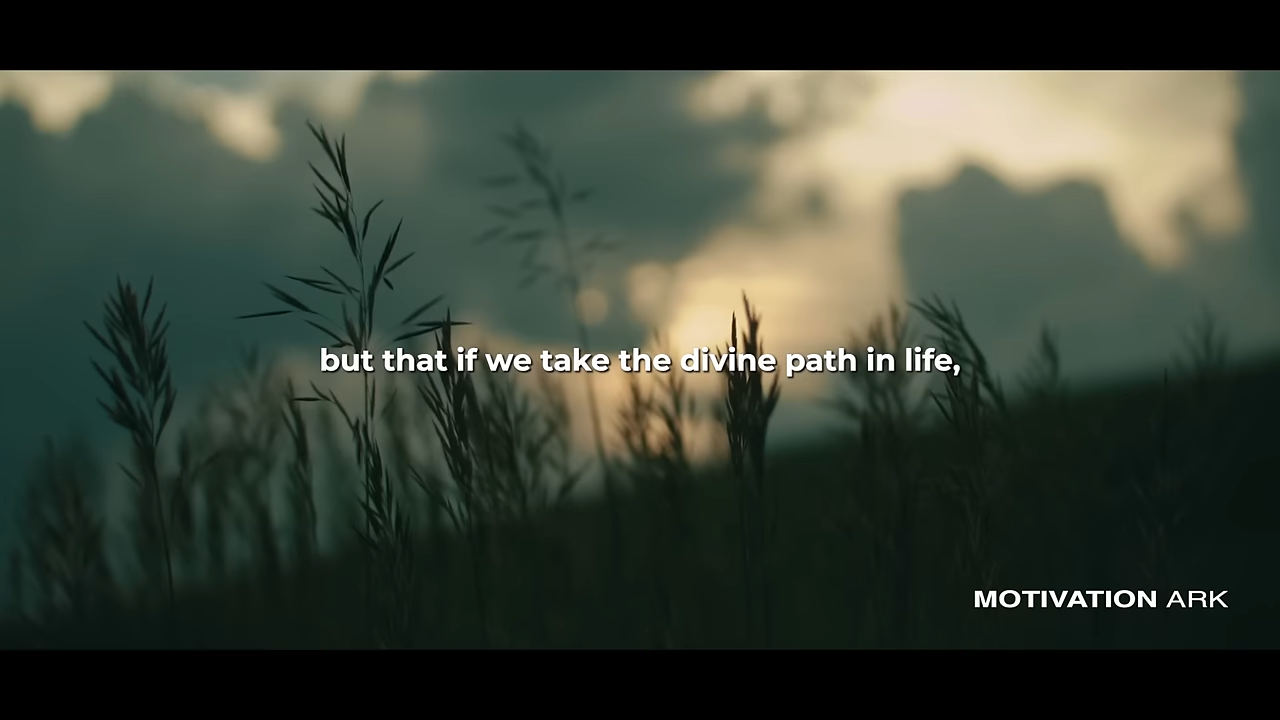 but that if we take the divine path in life,
MOTIVATION ARK